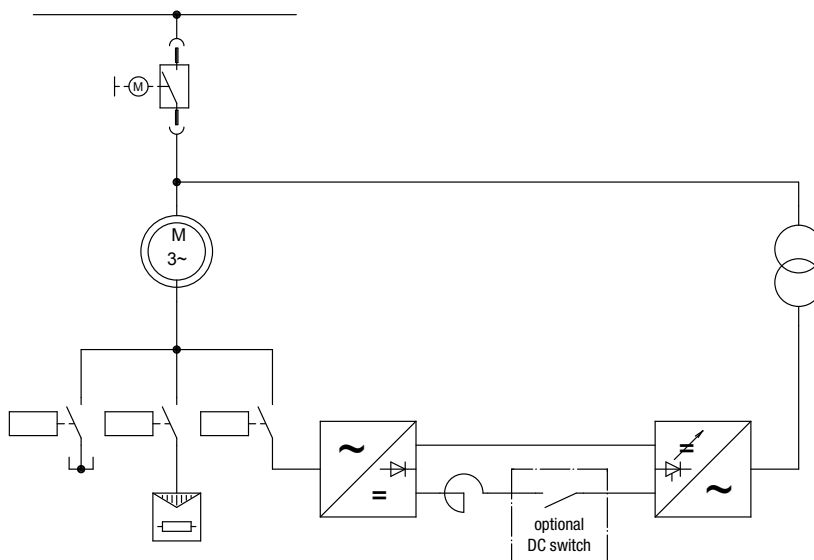 M
M
3~
~
=
=
~
optional
DC switch